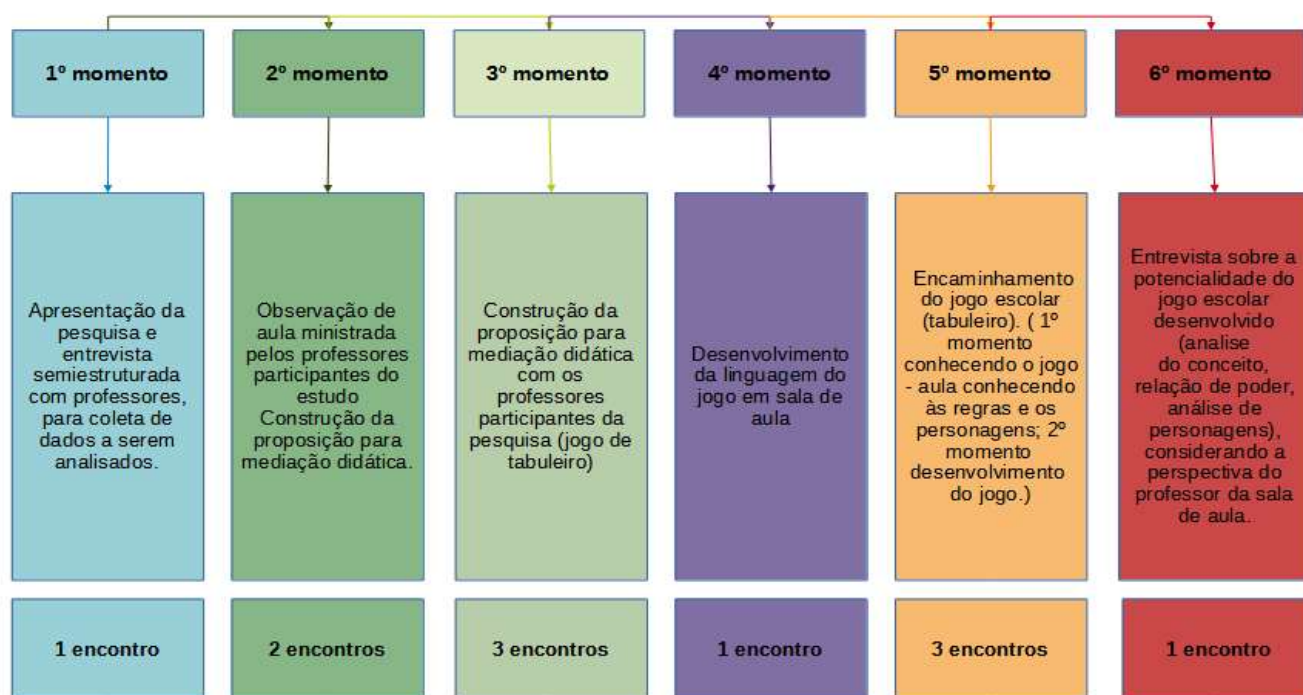 1º momento
2º momento
3º momento
4º momento
5º momento
6º momento
Apresentação da
pesquisa e
entrevista
semiestruturada
com professores,
para coleta de
dados a serem
analisados.
Observação de
aula ministrada
pelos professores
participantes do
estudo
Construção da
proposição para
mediação didática.
Construção da
proposição para
mediação didática
com os
professores
participantes da
pesquisa (jogo de
tabuleiro)
Desenvolvimento
da linguagem do
jogo em sala de
aula
Encaminhamento
do jogo escolar
(tabuleiro). ( 1º
momento
conhecendo o jogo
- aula conhecendo
às regras e os
personagens; 2º
momento
desenvolvimento
do jogo.)
Entrevista sobre a
potencialidade do
jogo escolar
desenvolvido
(analise
do conceito,
relação de poder,
análise de
personagens),
considerando a
perspectiva do
professor da sala
de aula.
1 encontro
2 encontros
3 encontros
1 encontro
3 encontros
1 encontro